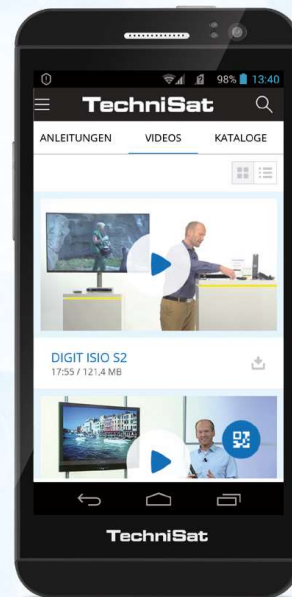 98% 13:40
TechniSat
ANLEITUNGEN VIDEOS KATALOGE
DIGIT ISIO S2
17:55 / 121,4 MB
TechniSat